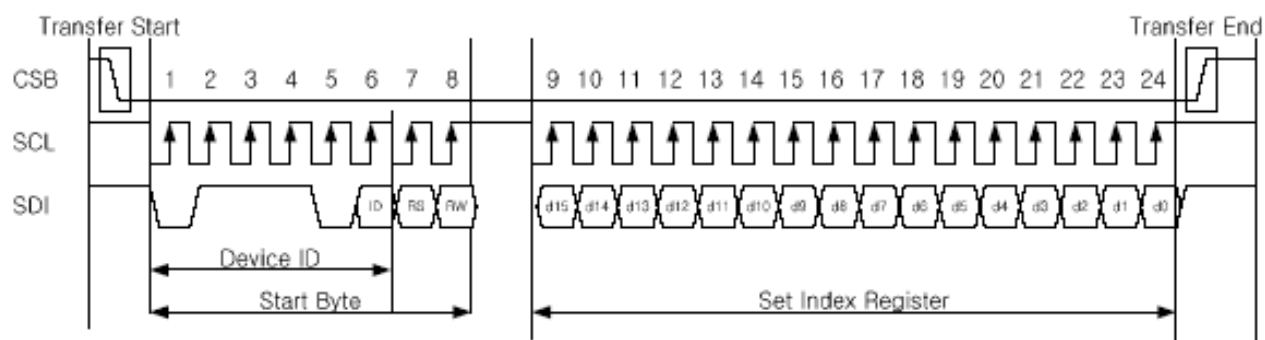 Transfer Start Transfer End
CSB 1 2 3 4 5 6 7 8 9 10 11 12 13 14 15 16 17 18 19 20 21 22 23 24
SCL
SDI ID RS RW d15 d14 d13 d12 d11 d10 d9 d8 d7 d6 d5 d4 d3 d2 d1 d0
Device ID
Start Byte Set Index Register